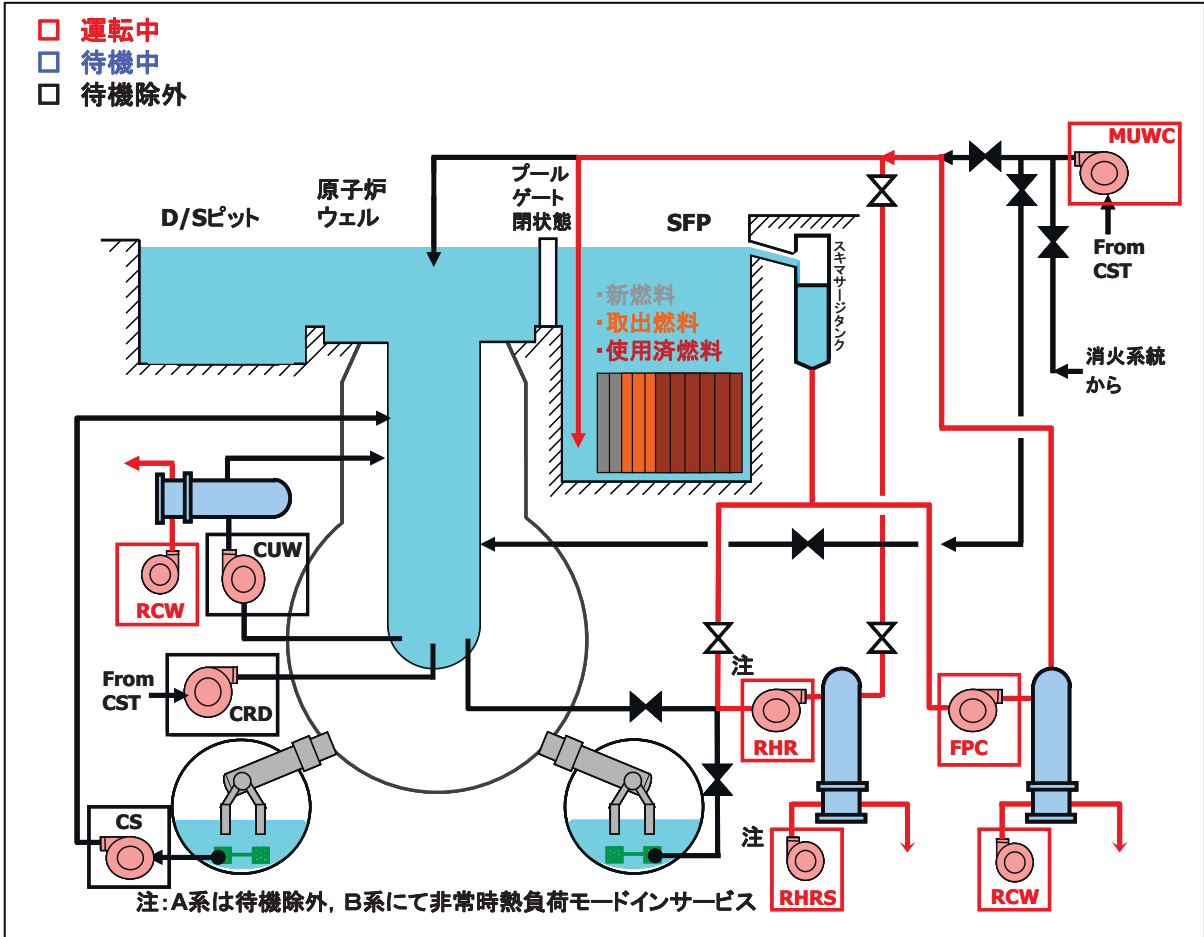 運転中
待機中
待機除外
MUWC
From
CST
D/Sピット
原子炉
ウェル
プール
ゲート
閉状態
SFP
スキマサージタンク
・新燃料
・取出燃料
・使用済燃料
消火系統
から
CUW
RCW
From
CST
CRD
注
RHR
FPC
CS
注
RHRS
RCW
注:A系は待機除外, B系にて非常時熱負荷モードインサービス